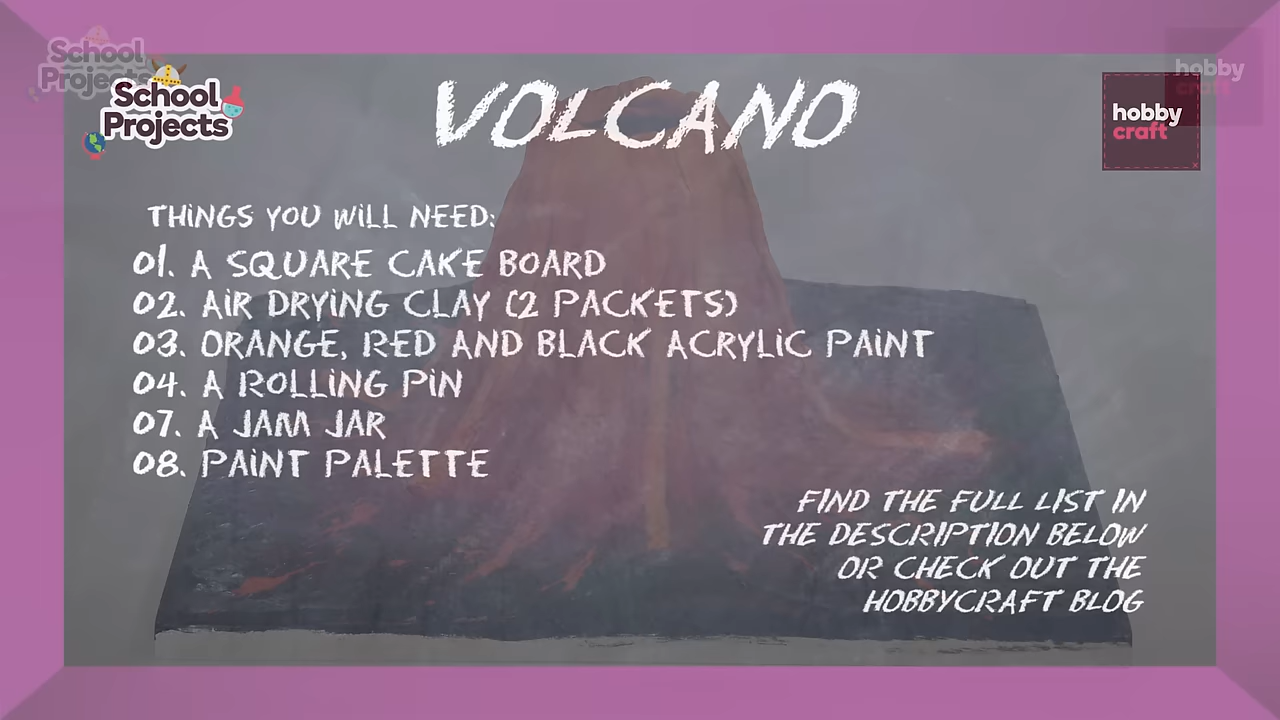 School
Projects
School
Projects
VOLCANO
hobby
craft
hobby
craft
THINGS YOU WILL NEED:
01. A SQUARE CAKE BOARD
02. AIR DRYING CLAY (2 PACKETS)
03. ORANGE, RED AND BLACK ACRYLIC PAINT
04. A ROLLING PIN
07. A JAM JAR
08. PAINT PALETTE
FIND THE FULL LIST IN
THE DESCRIPTION BELOW
OR CHECK OUT THE
HOBBYCRAFT BLOG